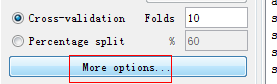 Cross-validation Folds 10
Percentage split % 60
More options...